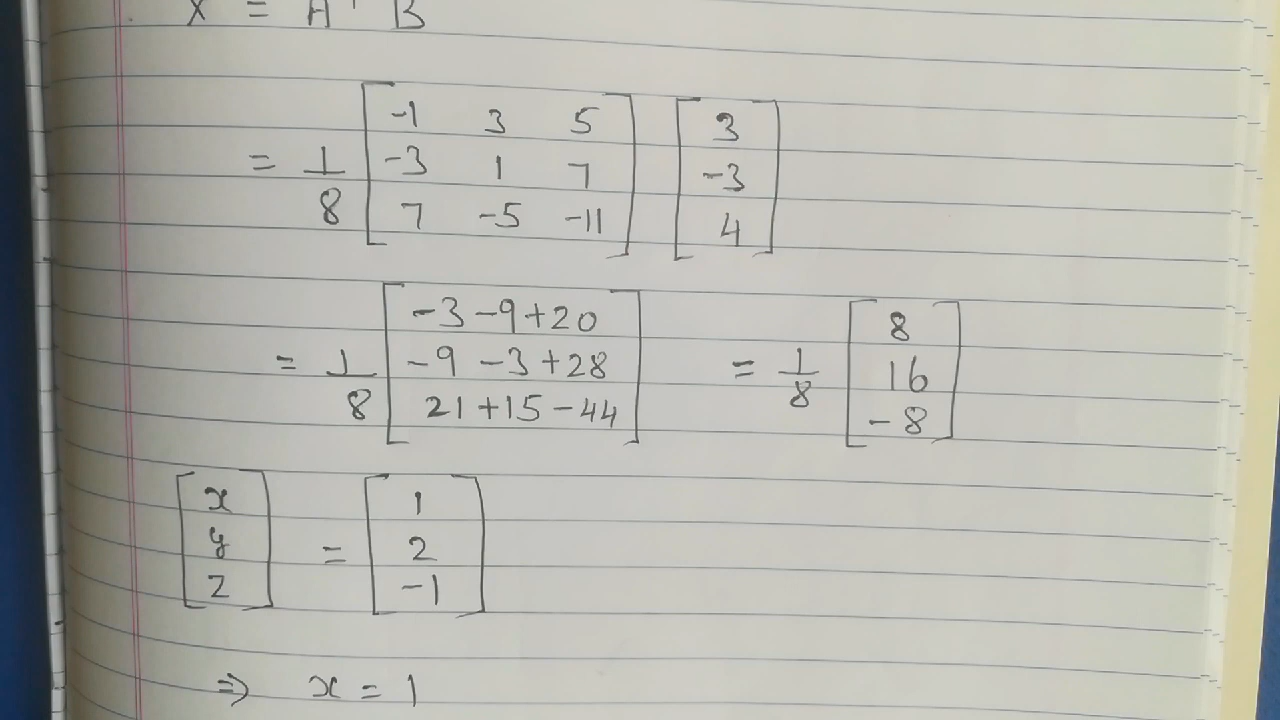 X = A⁻¹ B
= 1/8 [-1 3 5; -3 1 7; 7 -5 -11] [3; -3; 4]
= 1/8 [-3-9+20; -9-3+28; 21+15-44] = 1/8 [8; 16; -8]
[x; y; z] = [1; 2; -1]
⇒ x = 1